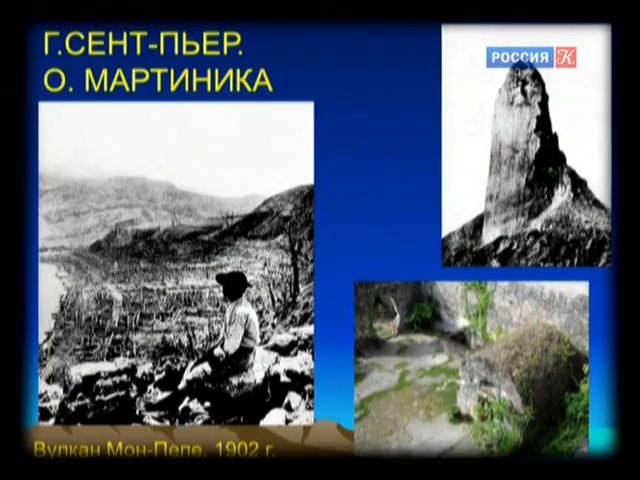 Г.СЕНТ-ПЬЕР.
О. МАРТИНИКА
РОССИЯ К
Вулкан Мон-Пеле, 1902 г.